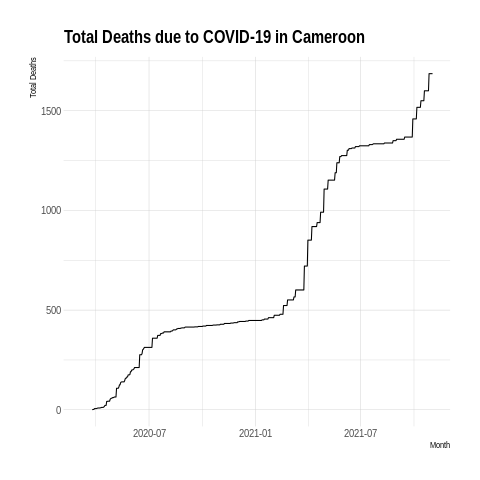 Total Deaths due to COVID-19 in Cameroon
Total Deaths
1500
1000
500
0
2020-07
2021-01
2021-07
Month